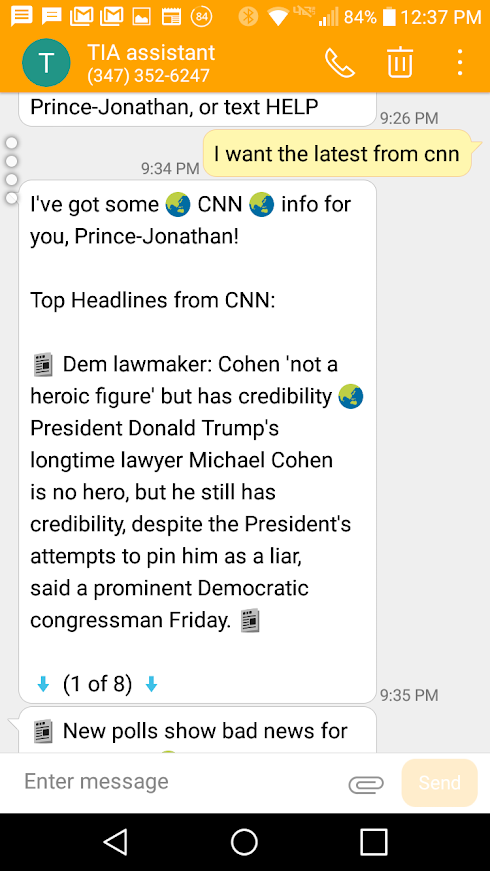 84
84% 12:37 PM
T
TIA assistant
(347) 352-6247
Prince-Jonathan, or text HELP
9:26 PM
I want the latest from cnn
9:34 PM
I've got some 🌏 CNN 🌏 info for
you, Prince-Jonathan!
Top Headlines from CNN:
📰 Dem lawmaker: Cohen 'not a
heroic figure' but has credibility 🌏
President Donald Trump's
longtime lawyer Michael Cohen
is no hero, but he still has
credibility, despite the President's
attempts to pin him as a liar,
said a prominent Democratic
congressman Friday. 📰
(1 of 8)
9:35 PM
📰 New polls show bad news for
Enter message
Send